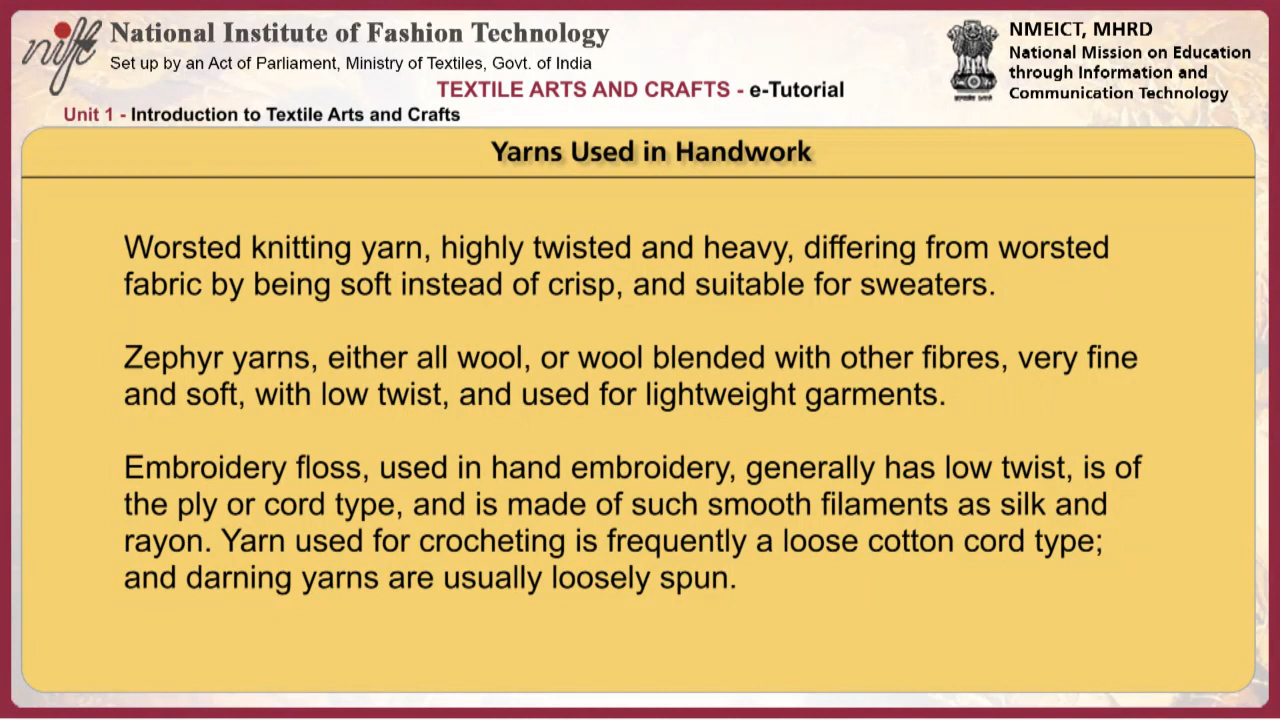 nift
National Institute of Fashion Technology
Set up by an Act of Parliament, Ministry of Textiles, Govt. of India
NMEICT, MHRD
National Mission on Education
through Information and
Communication Technology
TEXTILE ARTS AND CRAFTS - e-Tutorial
Unit 1 - Introduction to Textile Arts and Crafts
Yarns Used in Handwork
Worsted knitting yarn, highly twisted and heavy, differing from worsted
fabric by being soft instead of crisp, and suitable for sweaters.
Zephyr yarns, either all wool, or wool blended with other fibres, very fine
and soft, with low twist, and used for lightweight garments.
Embroidery floss, used in hand embroidery, generally has low twist, is of
the ply or cord type, and is made of such smooth filaments as silk and
rayon. Yarn used for crocheting is frequently a loose cotton cord type;
and darning yarns are usually loosely spun.